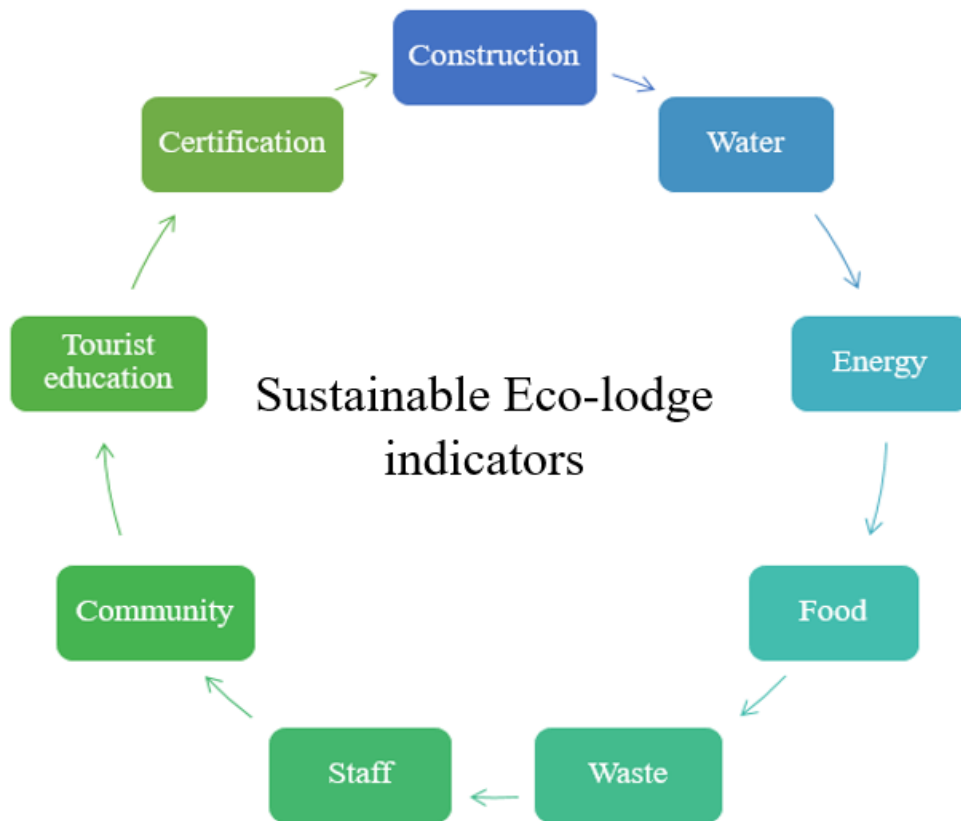 Construction
Water
Energy
Food
Waste
Staff
Community
Tourist
education
Certification
Sustainable Eco-lodge
indicators